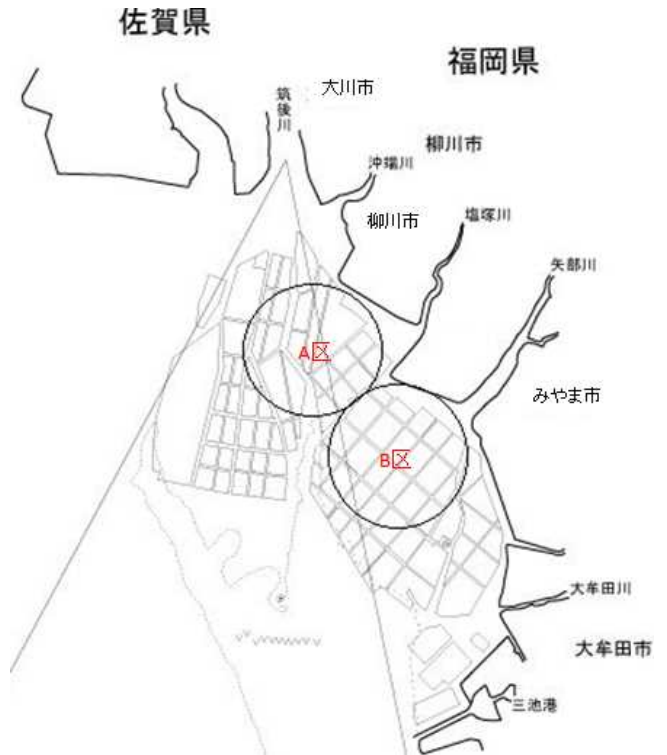 佐賀県
福岡県
大川市
筑後川
柳川市
沖端川
柳川市
塩塚川
矢部川
A区
みやま市
B区
大牟田川
大牟田市
三池港